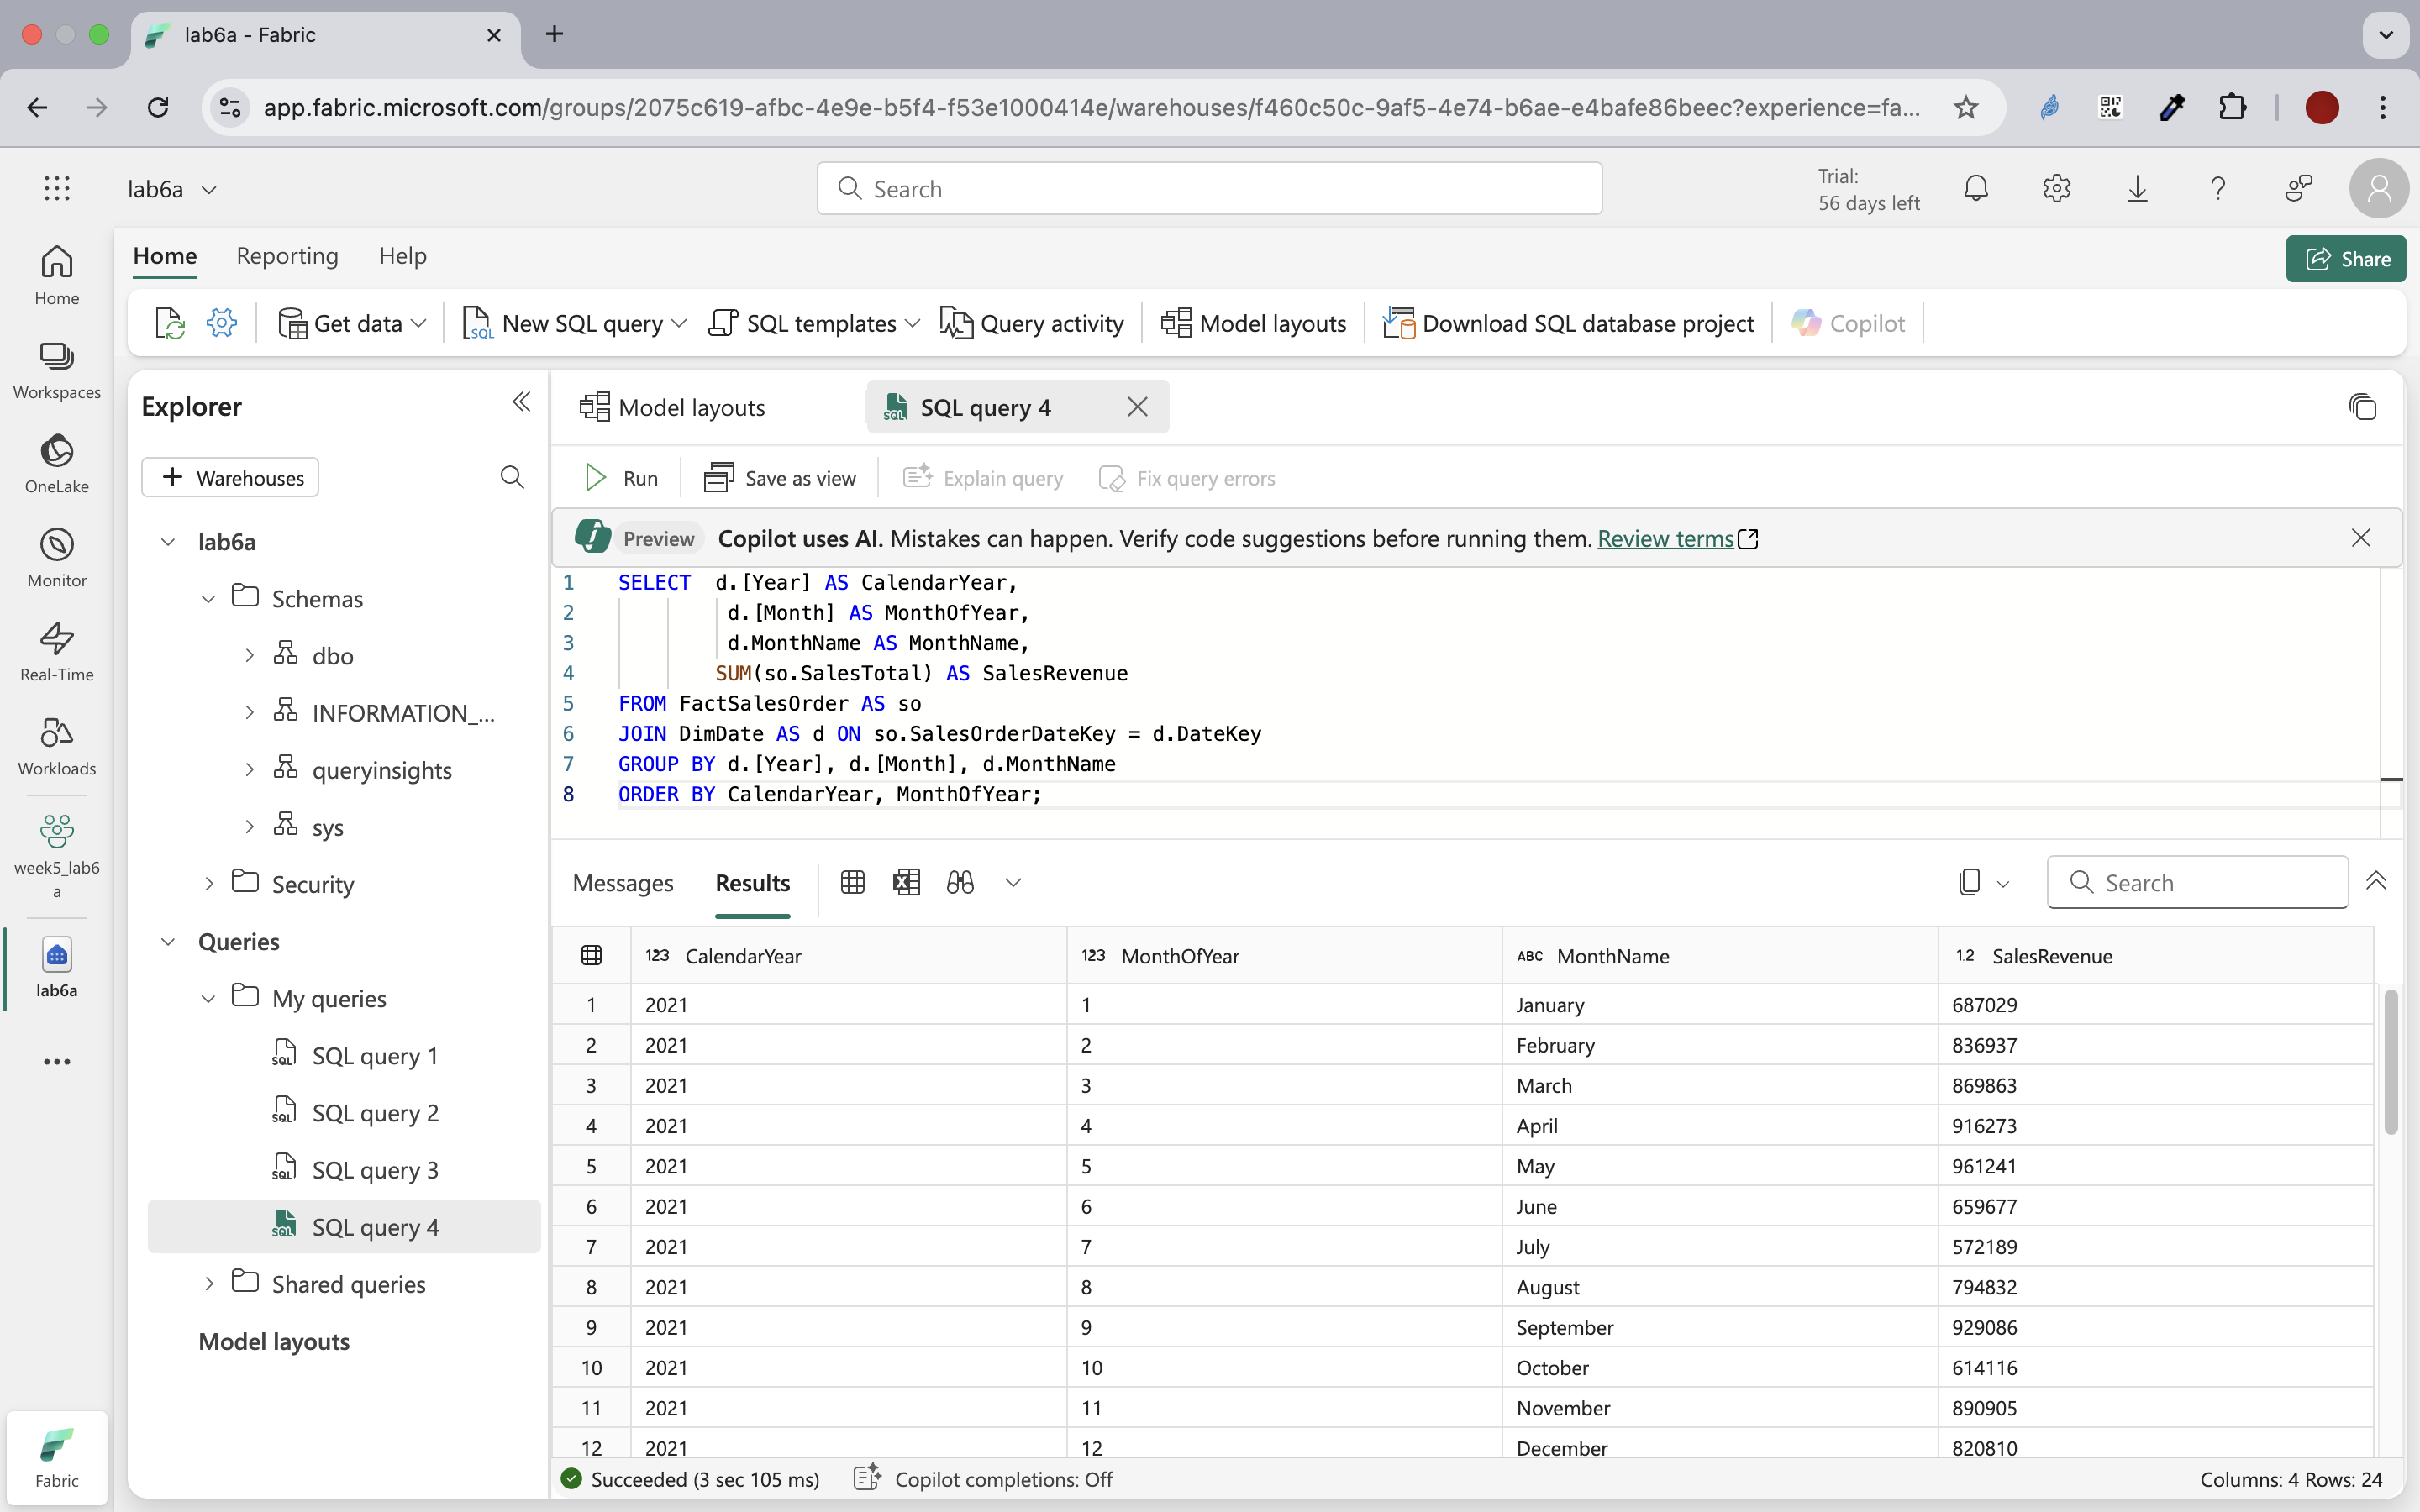 lab6a - Fabric
app.fabric.microsoft.com/groups/2075c619-afbc-4e9e-b5f4-f53e1000414e/warehouses/f460c50c-9af5-4e74-b6ae-e4bafe86beec?experience=fa...
lab6a
Search
Trial:
56 days left
Home
Reporting
Help
Share
Get data
New SQL query
SQL templates
Query activity
Model layouts
Download SQL database project
Copilot
Home
Workspaces
OneLake
Monitor
Real-Time
Workloads
week5_lab6
a
lab6a
Fabric
Explorer
Warehouses
lab6a
Schemas
dbo
INFORMATION_...
queryinsights
sys
Security
Queries
My queries
SQL query 1
SQL query 2
SQL query 3
SQL query 4
Shared queries
Model layouts
Model layouts
SQL query 4
Run
Save as view
Explain query
Fix query errors
Preview Copilot uses AI. Mistakes can happen. Verify code suggestions before running them. Review terms
1 SELECT d.[Year] AS CalendarYear,
2 d.[Month] AS MonthOfYear,
3 d.MonthName AS MonthName,
4 SUM(so.SalesTotal) AS SalesRevenue
5 FROM FactSalesOrder AS so
6 JOIN DimDate AS d ON so.SalesOrderDateKey = d.DateKey
7 GROUP BY d.[Year], d.[Month], d.MonthName
8 ORDER BY CalendarYear, MonthOfYear;
Messages
Results
Search
123 CalendarYear 123 MonthOfYear ABC MonthName 1.2 SalesRevenue
1 2021 1 January 687029
2 2021 2 February 836937
3 2021 3 March 869863
4 2021 4 April 916273
5 2021 5 May 961241
6 2021 6 June 659677
7 2021 7 July 572189
8 2021 8 August 794832
9 2021 9 September 929086
10 2021 10 October 614116
11 2021 11 November 890905
12 2021 12 December 820810
Succeeded (3 sec 105 ms)
Copilot completions: Off
Columns: 4 Rows: 24